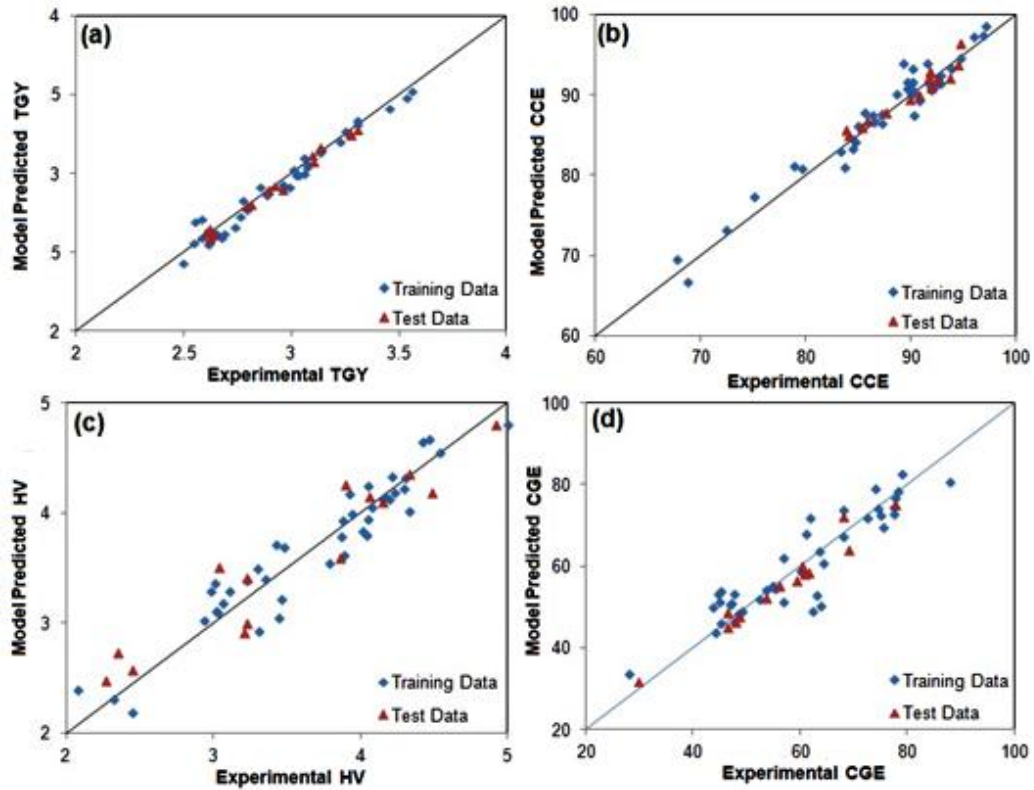 (a)
Model Predicted TGY
4
5
3
5
2
2
2.5
3
3.5
4
Experimental TGY
Training Data
Test Data
(b)
Model Predicted CCE
100
90
80
70
60
60
70
80
90
100
Experimental CCE
Training Data
Test Data
(c)
Model Predicted HV
5
4
3
2
2
3
4
5
Experimental HV
Training Data
Test Data
(d)
Model Predicted CGE
100
80
60
40
20
20
40
60
80
100
Experimental CGE
Training Data
Test Data